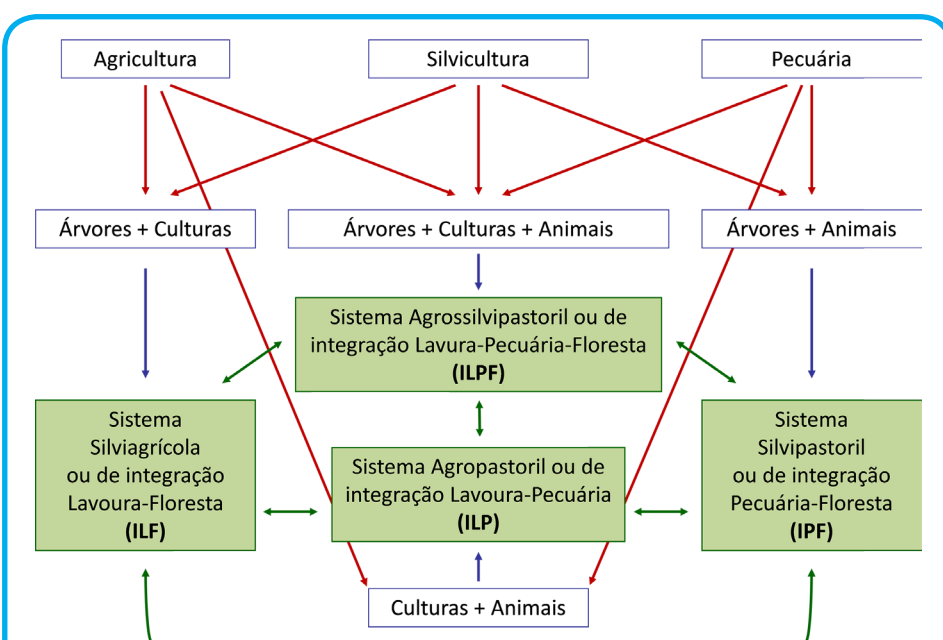 Agricultura
Silvicultura
Pecuária
Árvores + Culturas
Árvores + Culturas + Animais
Árvores + Animais
Sistema Agrossilvipastoril ou de
integração Lavura-Pecuária-Floresta
(ILPF)
Sistema
Silviagrícola
ou de integração
Lavoura-Floresta
(ILF)
Sistema Agropastoril ou de
integração Lavoura-Pecuária
(ILP)
Sistema
Silvipastoril
ou de integração
Pecuária-Floresta
(IPF)
Culturas + Animais